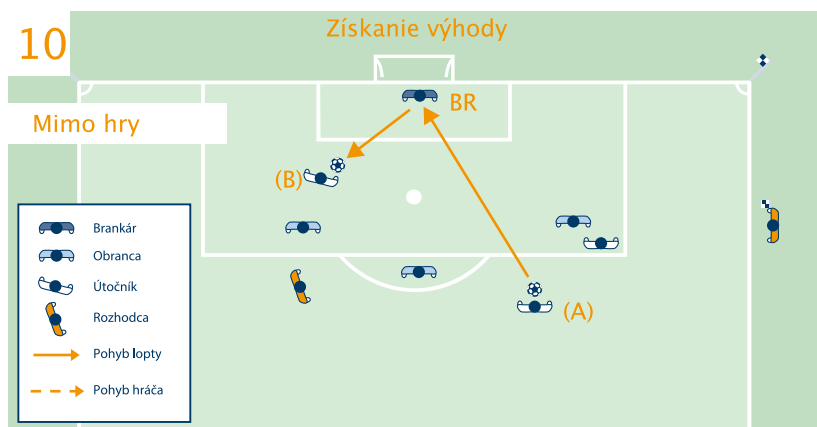 10
Získanie výhody
Mimo hry
BR
(B)
(A)
Brankár
Obranca
Útočník
Rozhodca
Pohyb lopty
Pohyb hráča